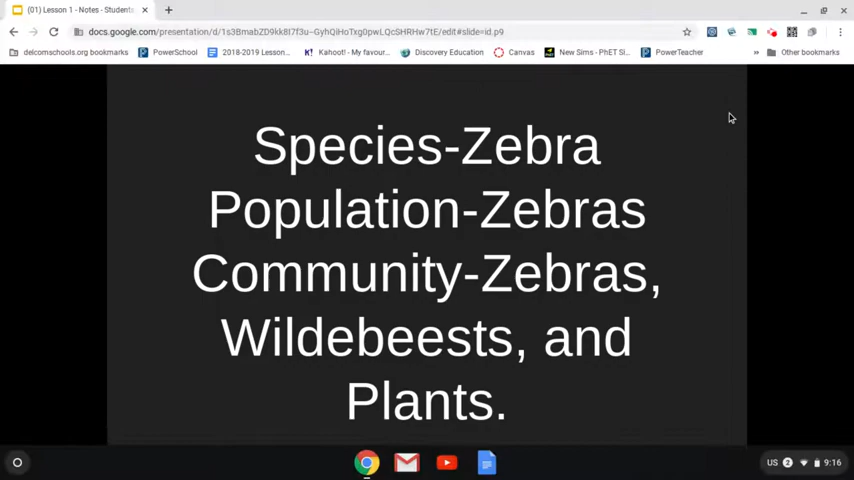 (01) Lesson 1 - Notes - Students
docs.google.com/presentation/d/1s3BmabZD9kk8I7f3u-GyhQiHoTxg0pwLQcSHRHw7tE/edit#slide=id.p9
delcomschools.org bookmarks PowerSchool 2018-2019 Lesson... Kahoot! - My favour... Discovery Education Canvas New Sims - PhET Si... PowerTeacher » Other bookmarks
Species-Zebra
Population-Zebras
Community-Zebras,
Wildebeests, and
Plants.
US 2 9:16